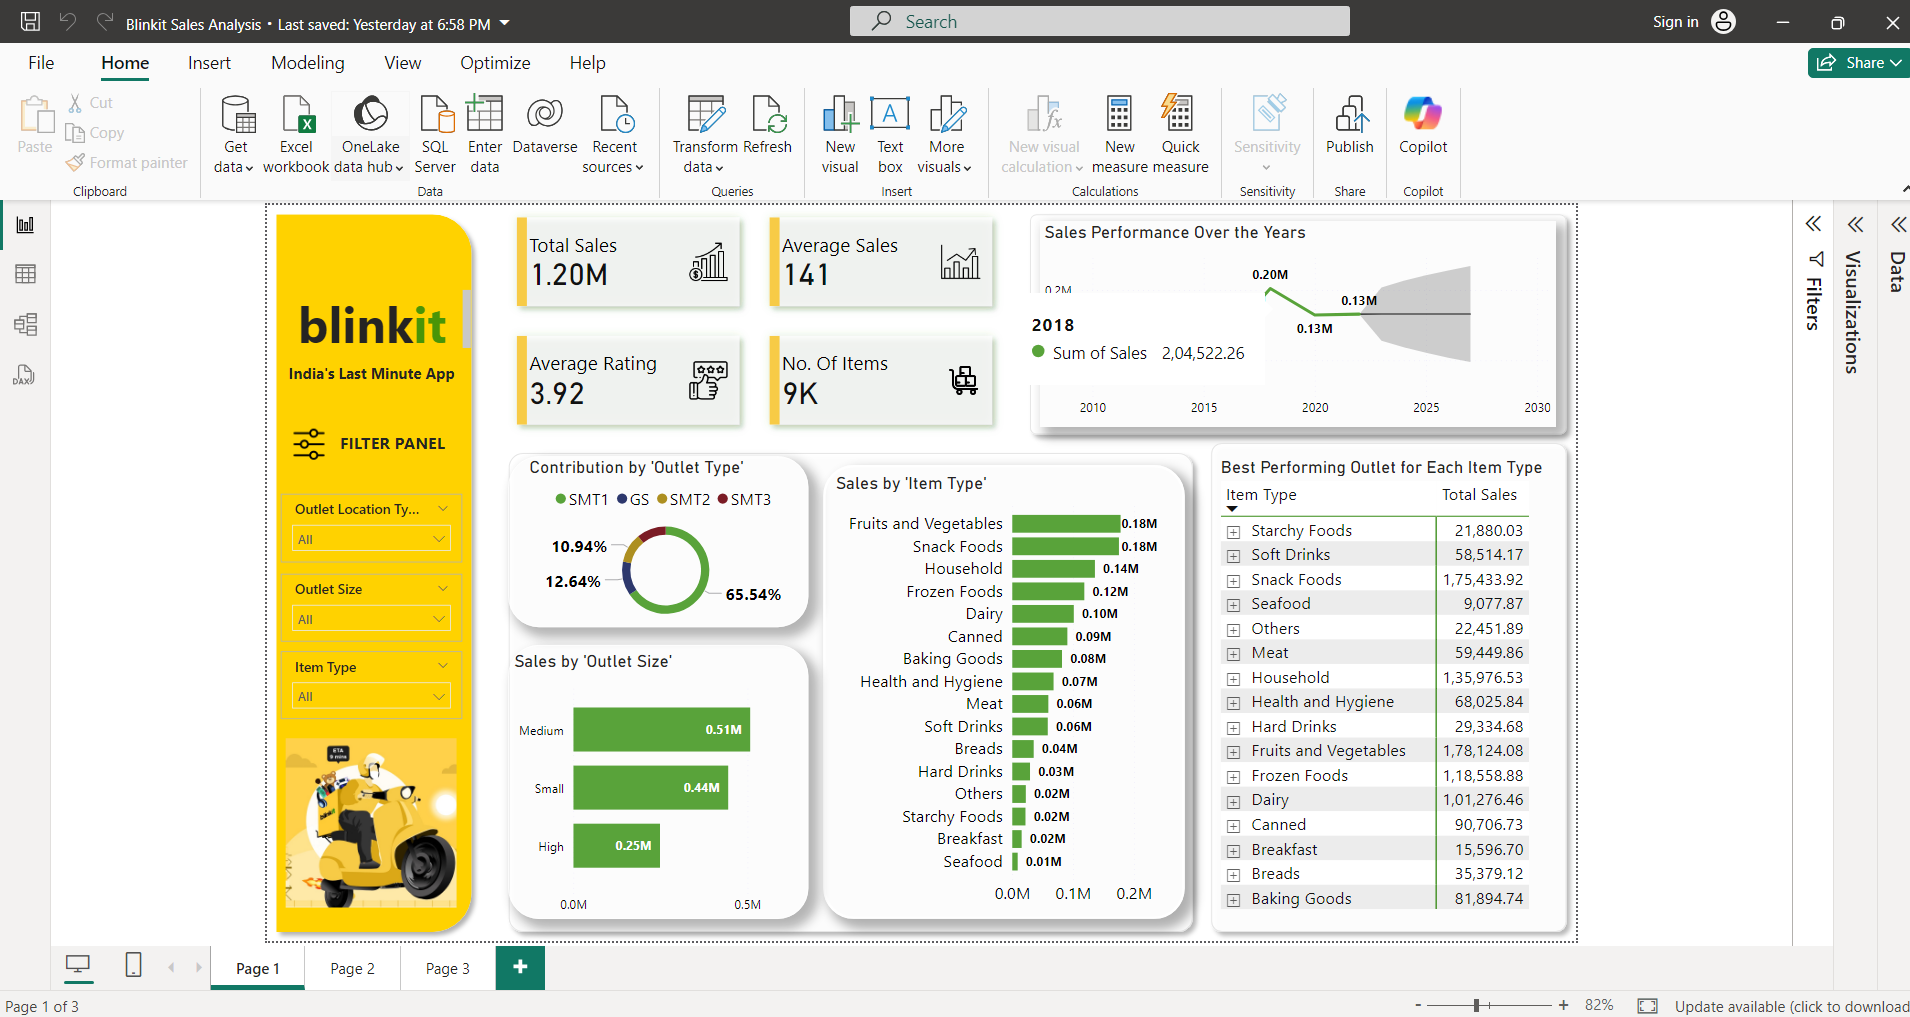 Blinkit Sales Analysis • Last saved: Yesterday at 6:58 PM
Search
Sign in
File
Home
Insert
Modeling
View
Optimize
Help
Share
Paste
Cut
Copy
Format painter
Clipboard
Get data
Excel workbook
OneLake data hub
SQL Server
Enter data
Dataverse
Recent sources
Data
Transform data
Refresh
Queries
New visual
Text box
More visuals
Insert
New visual calculation
New measure
Quick measure
Calculations
Sensitivity
Sensitivity
Publish
Share
Copilot
Copilot
DAX
blinkit
India's Last Minute App
FILTER PANEL
Outlet Location Ty...
All
Outlet Size
All
Item Type
All
ETA
9 mins
Total Sales
1.20M
Average Sales
141
Average Rating
3.92
No. Of Items
9K
Sales Performance Over the Years
0.2M
0.20M
0.13M
0.13M
2018
Sum of Sales 2,04,522.26
2010 2015 2020 2025 2030
Contribution by 'Outlet Type'
SMT1 GS SMT2 SMT3
10.94%
12.64%
65.54%
Sales by 'Outlet Size'
Medium 0.51M
Small 0.44M
High 0.25M
0.0M 0.5M
Sales by 'Item Type'
Fruits and Vegetables 0.18M
Snack Foods 0.18M
Household 0.14M
Frozen Foods 0.12M
Dairy 0.10M
Canned 0.09M
Baking Goods 0.08M
Health and Hygiene 0.07M
Meat 0.06M
Soft Drinks 0.06M
Breads 0.04M
Hard Drinks 0.03M
Others 0.02M
Starchy Foods 0.02M
Breakfast 0.02M
Seafood 0.01M
0.0M 0.1M 0.2M
Best Performing Outlet for Each Item Type
Item Type Total Sales
Starchy Foods 21,880.03
Soft Drinks 58,514.17
Snack Foods 1,75,433.92
Seafood 9,077.87
Others 22,451.89
Meat 59,449.86
Household 1,35,976.53
Health and Hygiene 68,025.84
Hard Drinks 29,334.68
Fruits and Vegetables 1,78,124.08
Frozen Foods 1,18,558.88
Dairy 1,01,276.46
Canned 90,706.73
Breakfast 15,596.70
Breads 35,379.12
Baking Goods 81,894.74
Filters
Visualizations
Data
Page 1
Page 2
Page 3
+
Page 1 of 3
- + 82%
Update available (click to download